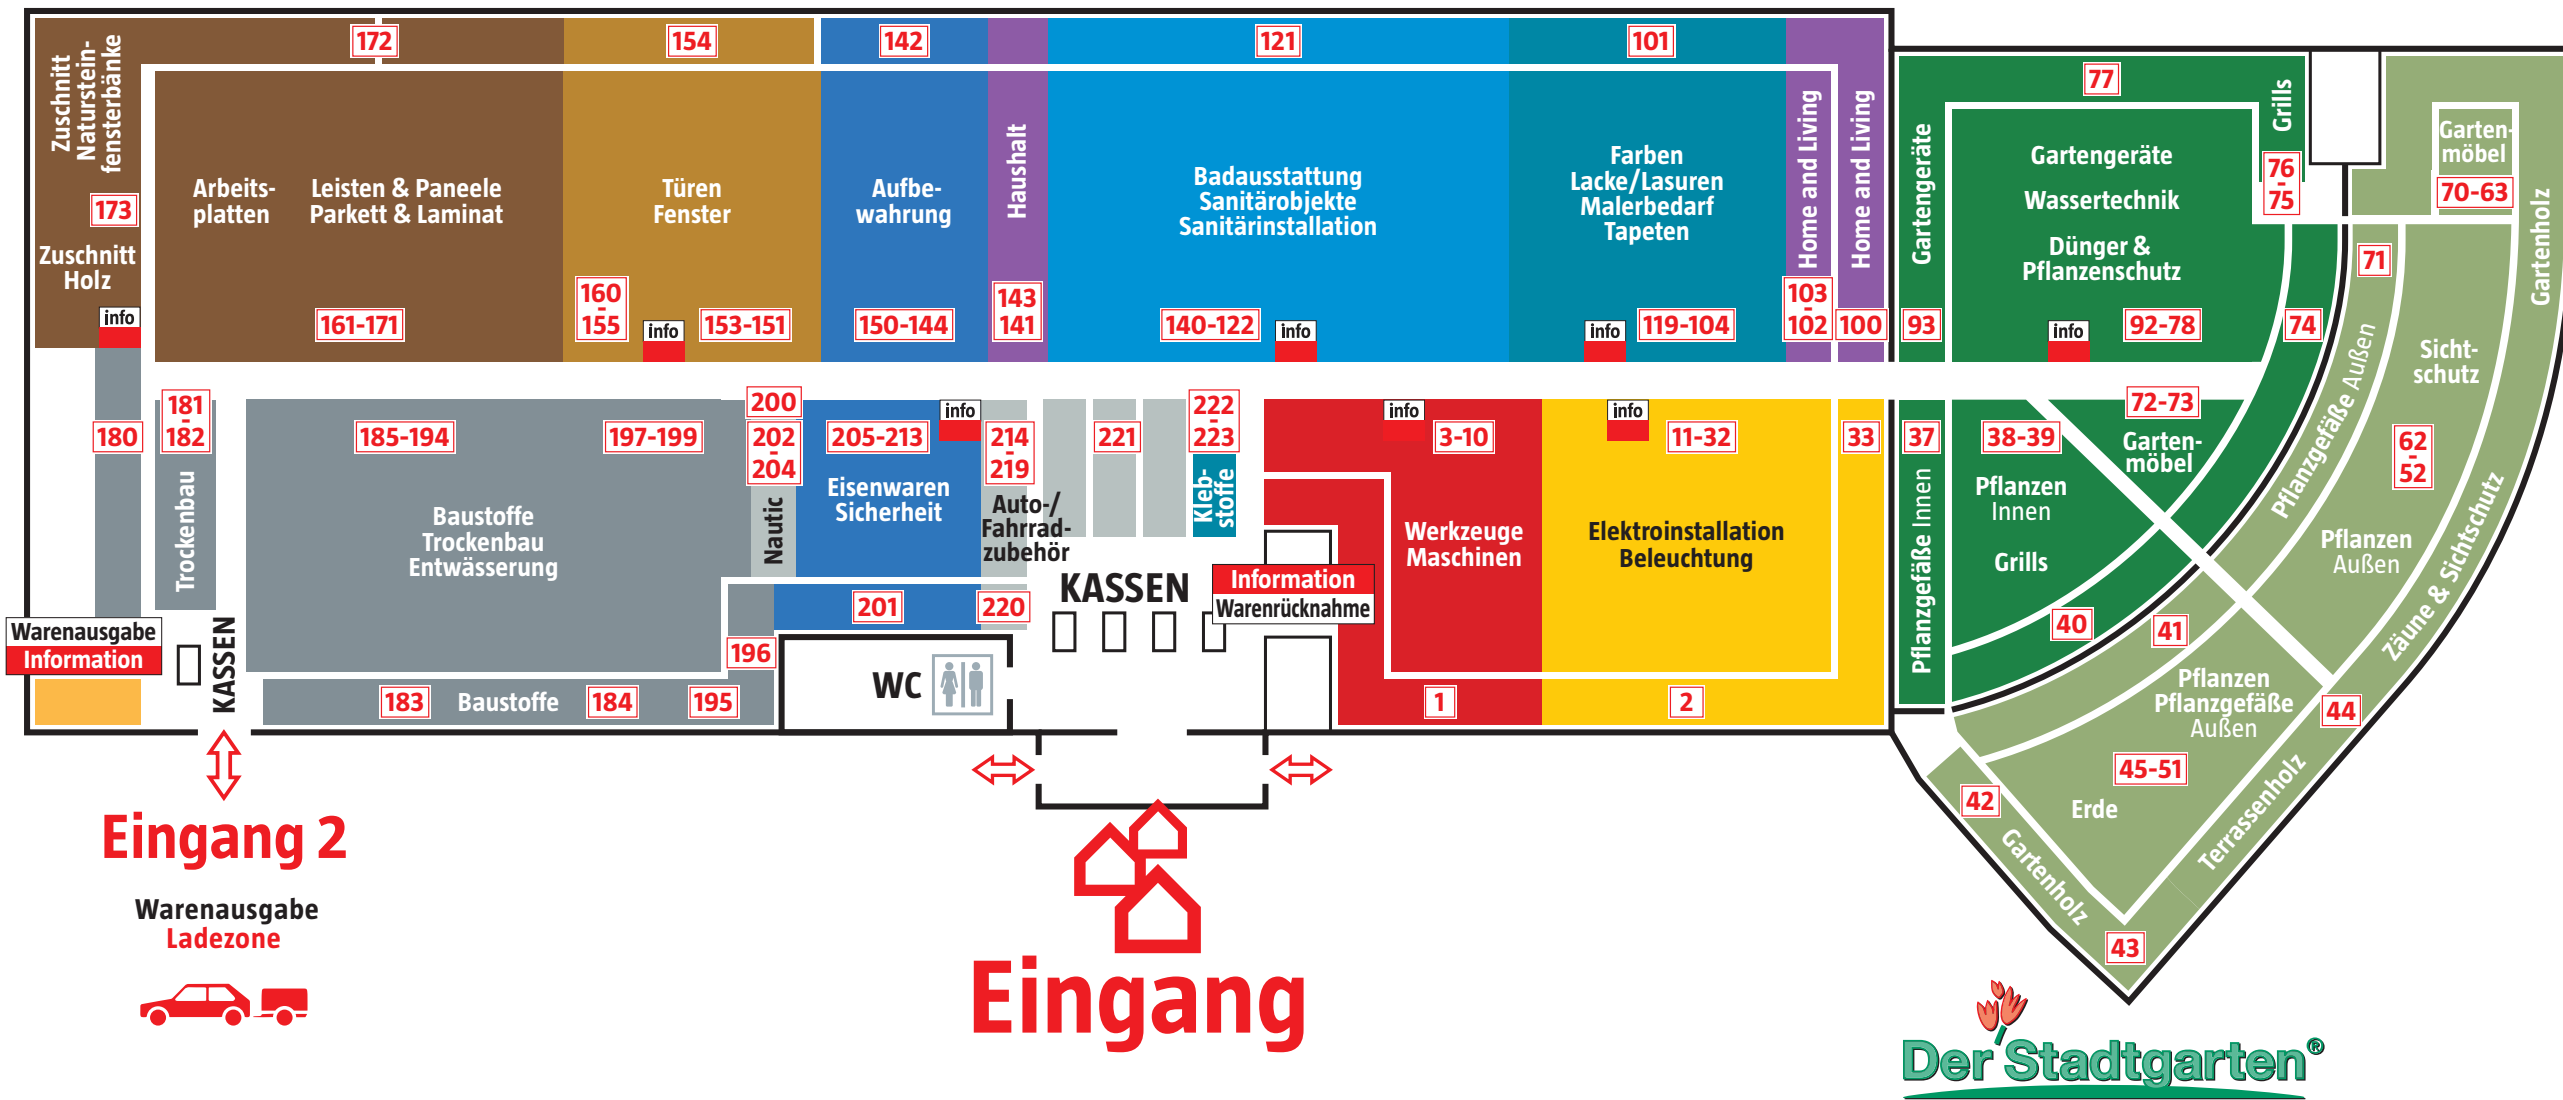 Zuschnitt
Naturstein-
fensterbänke
172
154
142
121
101
173
Zuschnitt
Holz
info
Arbeits-
platten
Leisten & Paneele
Parkett & Laminat
161-171
Türen
Fenster
160
-
155
info
153-151
Aufbe-
wahrung
150-144
Haushalt
143
141
Badausstattung
Sanitärobjekte
Sanitärinstallation
140-122
info
Farben
Lacke/Lasuren
Malerbedarf
Tapeten
info
119-104
Home and Living
103
-
102
Home and Living
100
77
Gartengeräte
93
Gartengeräte
Wassertechnik
Dünger &
Pflanzenschutz
info
92-78
Grills
76
-
75
74
Garten-
möbel
70-63
Gartenholz
71
Pflanzgefäße Außen
Sicht-
schutz
62
-
52
Pflanzen
Außen
Zäune & Sichtschutz
180
181
-
182
Trockenbau
185-194
197-199
Baustoffe
Trockenbau
Entwässerung
200
202
-
204
Nautic
205-213
info
Eisenwaren
Sicherheit
214
-
219
Auto-/
Fahrrad-
zubehör
221
222
-
223
Kleb-
stoffe
201
220
196
KASSEN
Information
Warenrücknahme
info
3-10
Werkzeuge
Maschinen
info
11-32
Elektroinstallation
Beleuchtung
33
1
2
37
Pflanzgefäße Innen
38-39
Pflanzen
Innen
Grills
72-73
Garten-
möbel
40
41
Pflanzen
Pflanzgefäße
Außen
44
45-51
Erde
42
Gartenholz
Terrassenholz
43
Warenausgabe
Information
KASSEN
183
Baustoffe
184
195
WC
Eingang 2
Warenausgabe
Ladezone
Eingang
Der Stadtgarten®